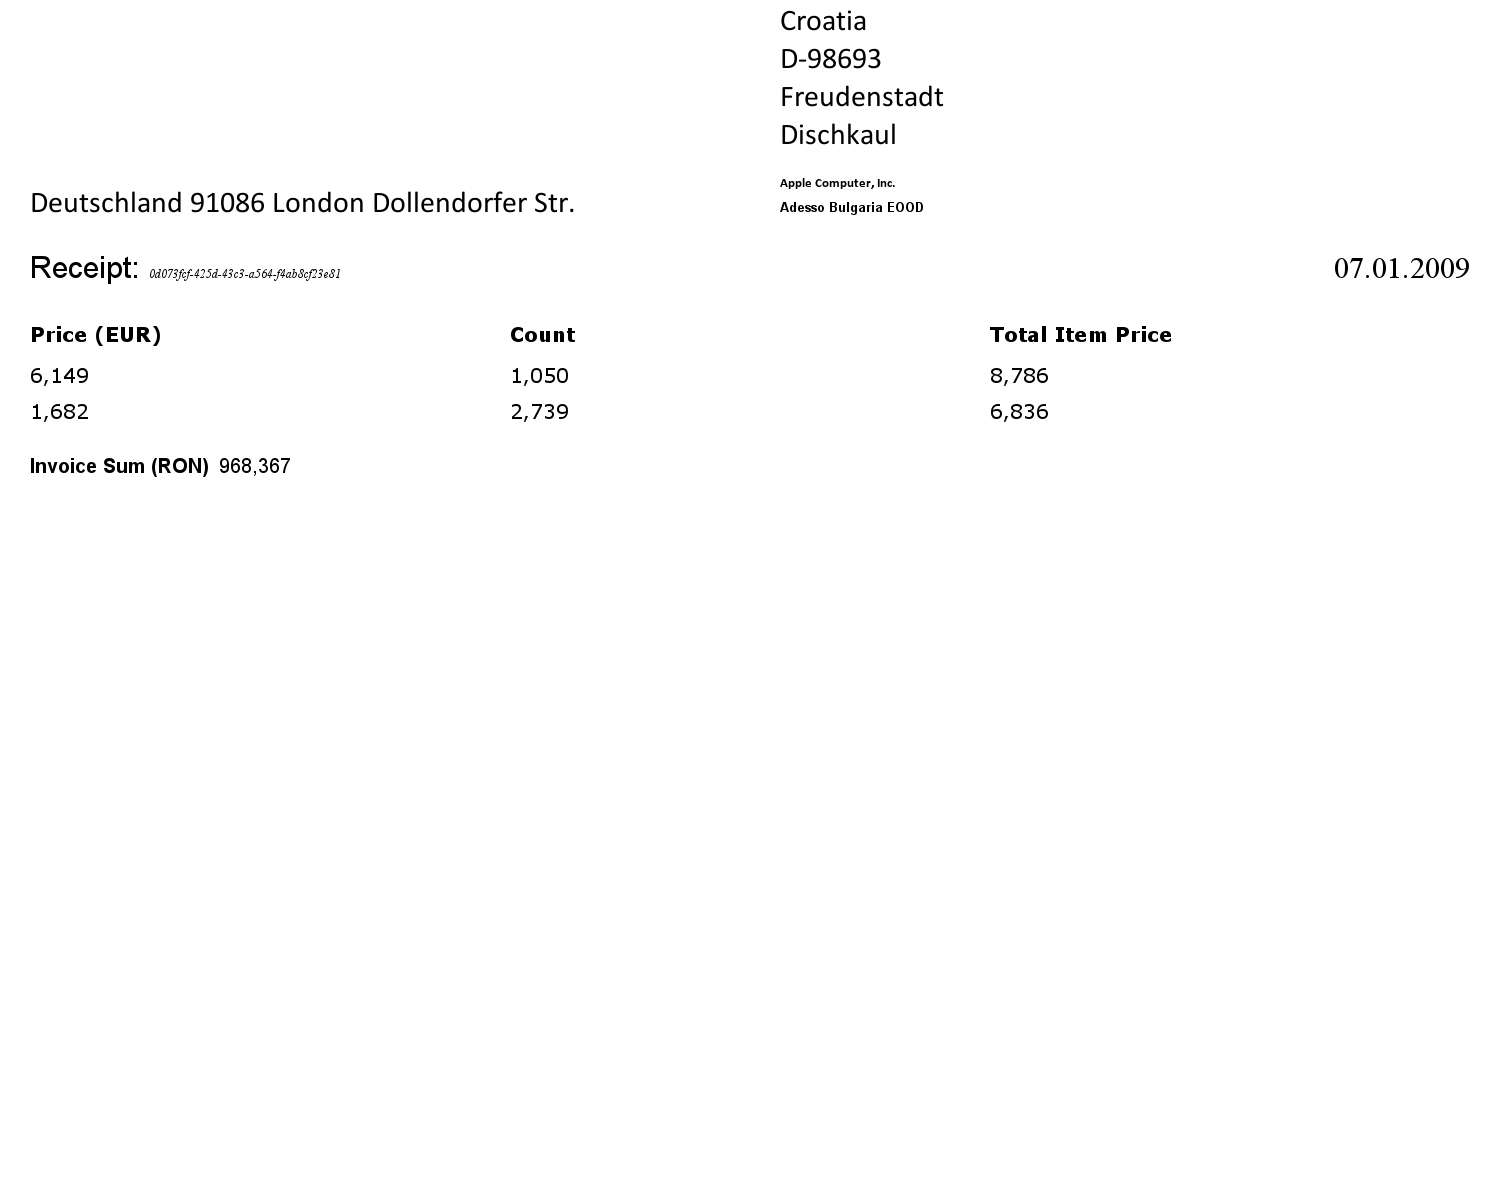 Croatia
D-98693
Freudenstadt
Dischkaul
Apple Computer, Inc.
Deutschland 91086 London Dollendorfer Str.
Adesso Bulgaria EOOD
Receipt: 0d073fcf-425d-43c3-a564-f4ab8cf23e81 07.01.2009
Price (EUR) Count Total Item Price
6,149 1,050 8,786
1,682 2,739 6,836
Invoice Sum (RON) 968,367